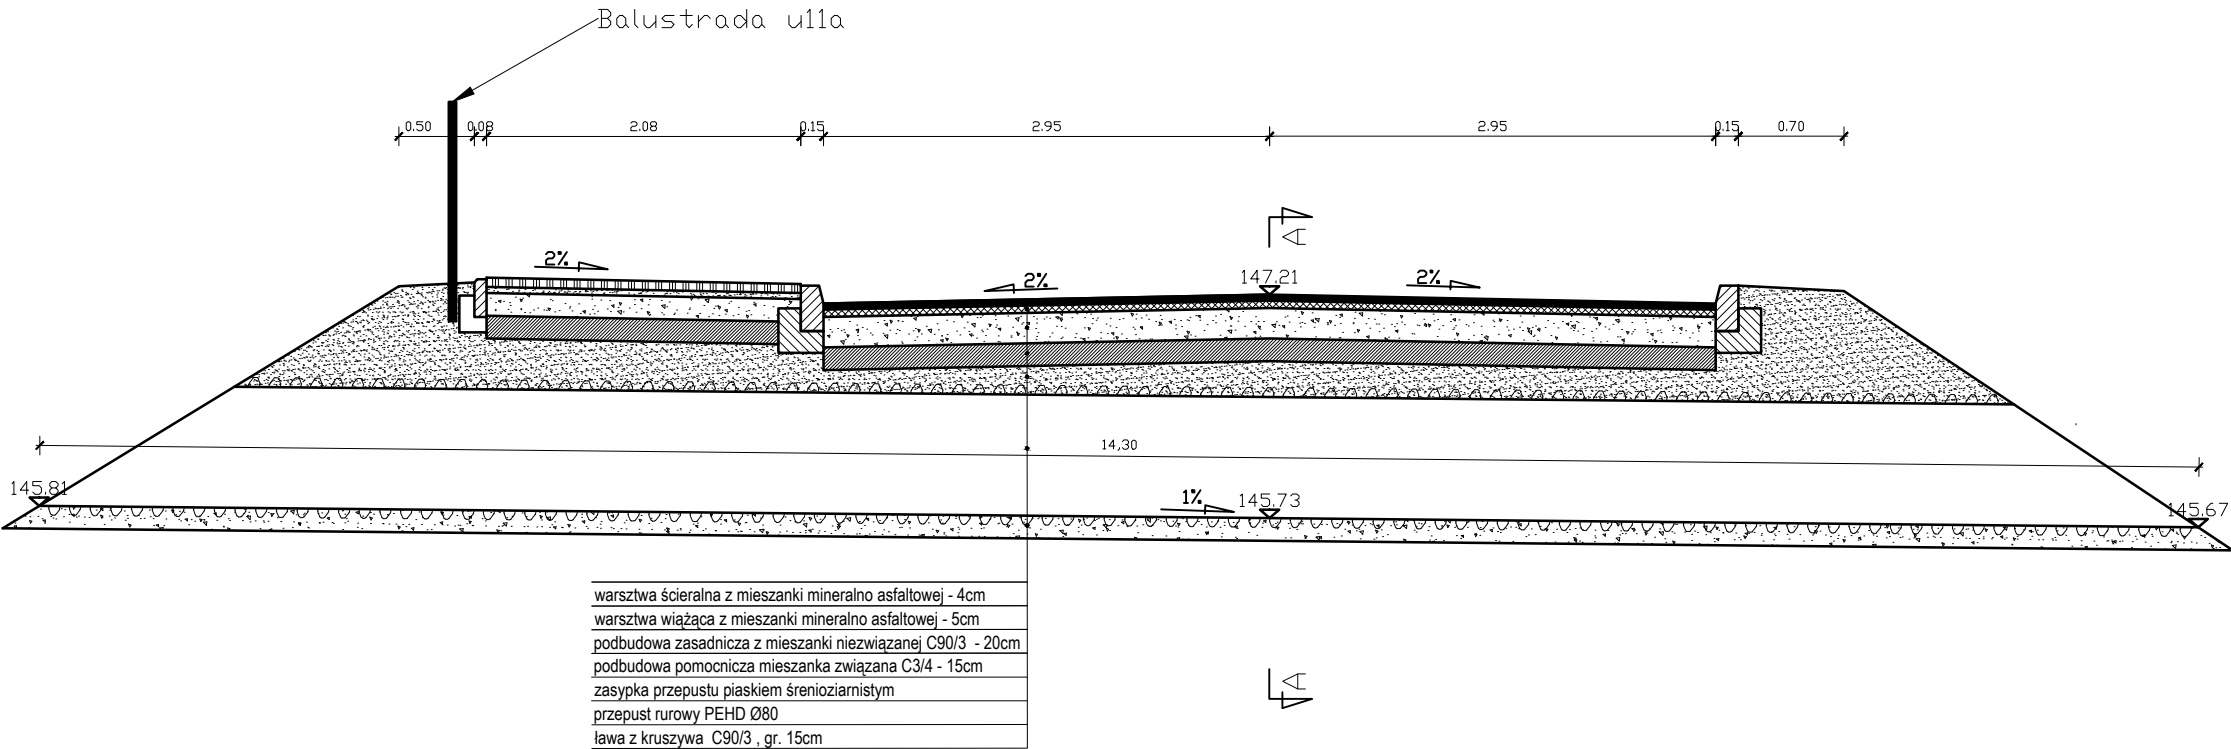 Balustrada u11a
0.50 0.08 2.08 0.15 2.95 2.95 0.15 0.70
A
2% 2% 147,21 2%
14,30
145,81 1% 145,73 145,67
warsztwa ścieralna z mieszanki mineralno asfaltowej - 4cm
warsztwa wiążąca z mieszanki mineralno asfaltowej - 5cm
podbudowa zasadnicza z mieszanki niezwiązanej C90/3 - 20cm
podbudowa pomocnicza mieszanka związana C3/4 - 15cm
zasypka przepustu piaskiem śrenioziarnistym
A
przepust rurowy PEHD Ø80
ława z kruszywa C90/3 , gr. 15cm